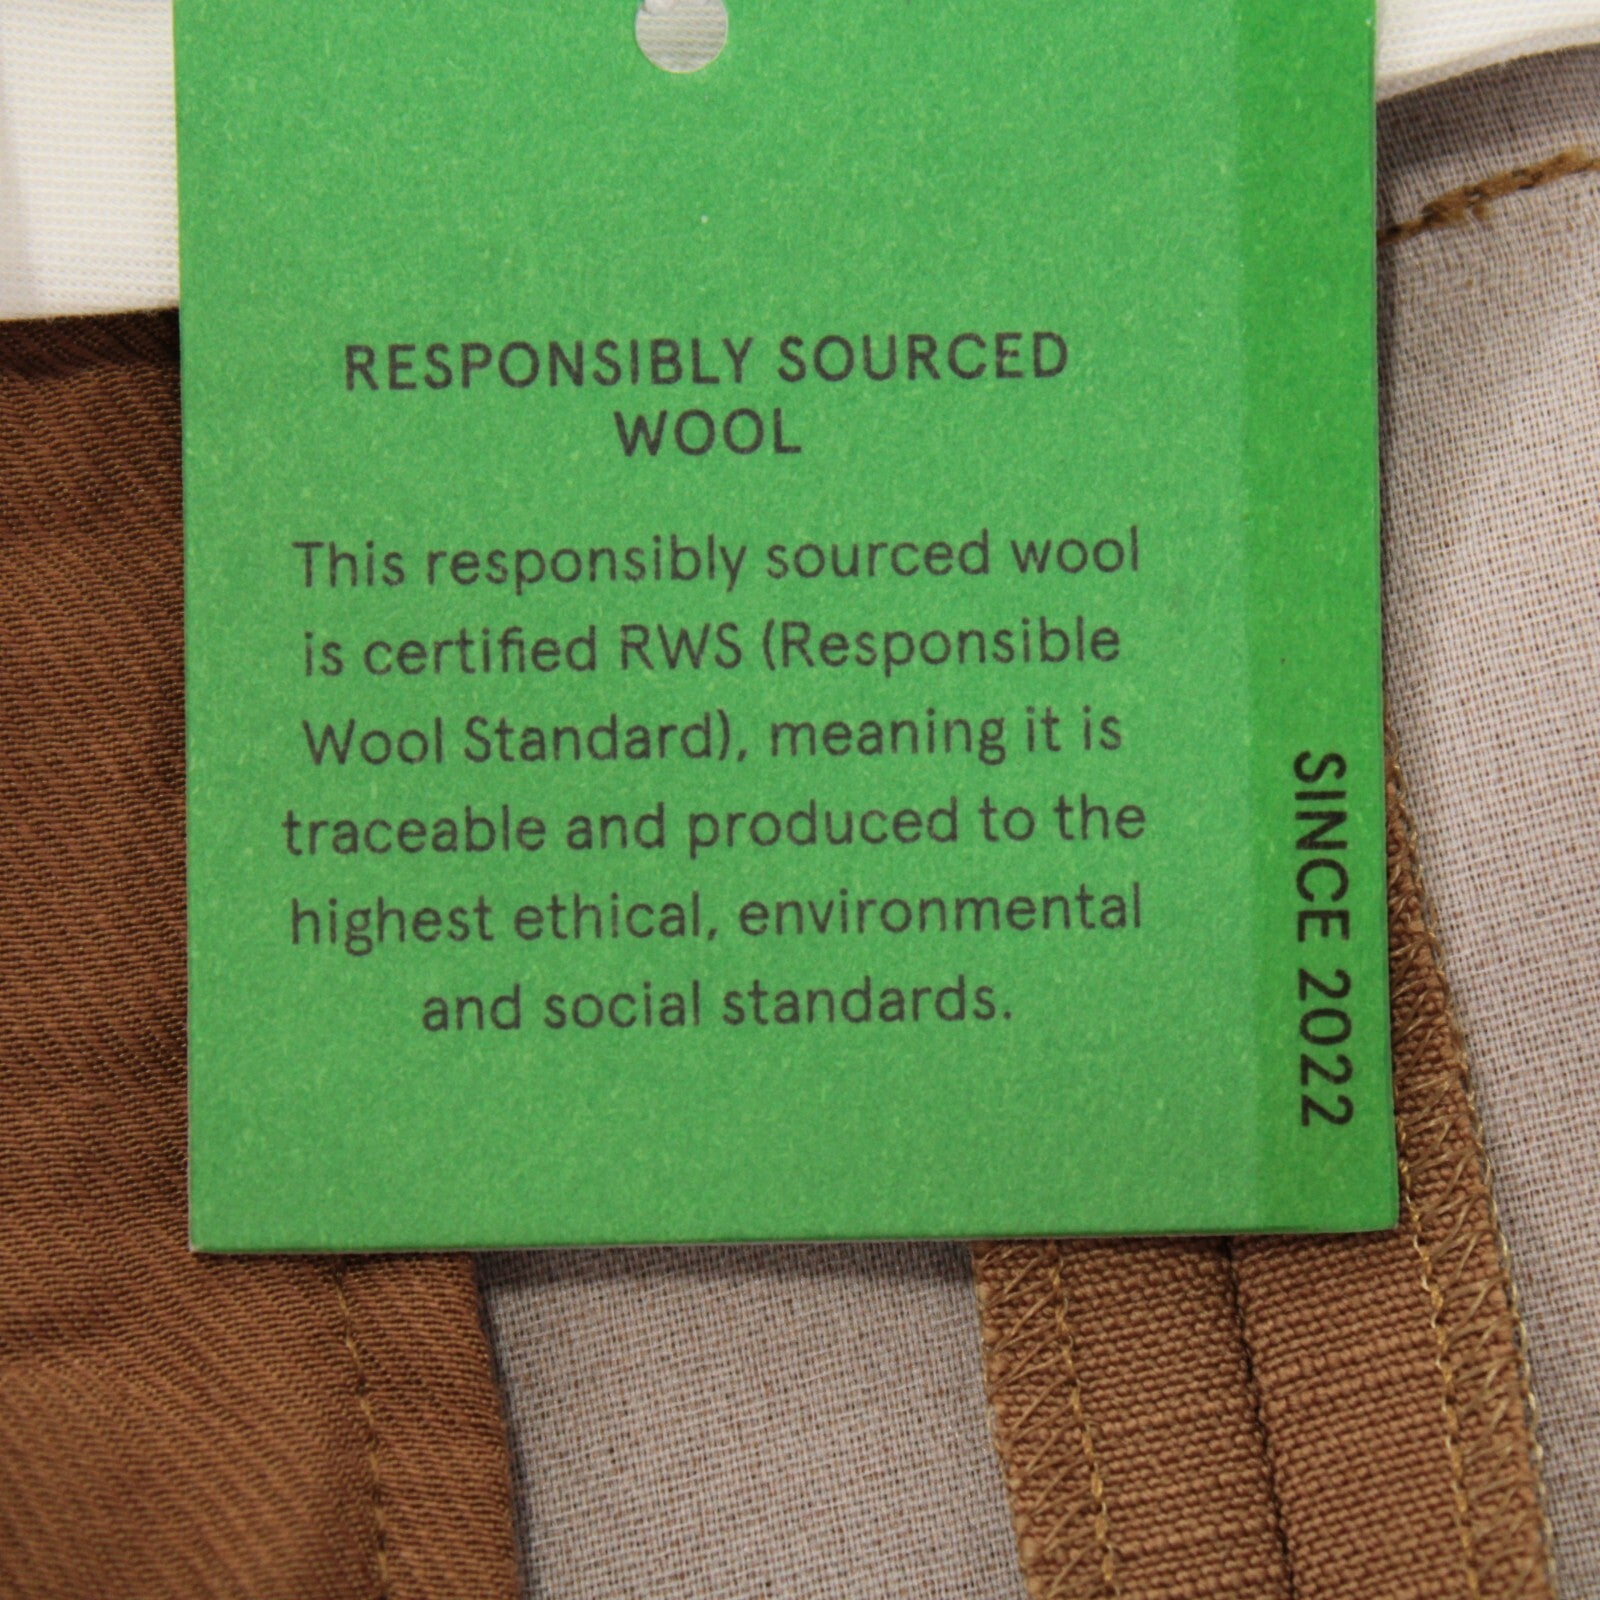 RESPONSIBLY SOURCED
WOOL
This responsibly sourced wool
is certified RWS (Responsible
Wool Standard), meaning it is
traceable and produced to the
highest ethical, environmental
and social standards.
SINCE 2022